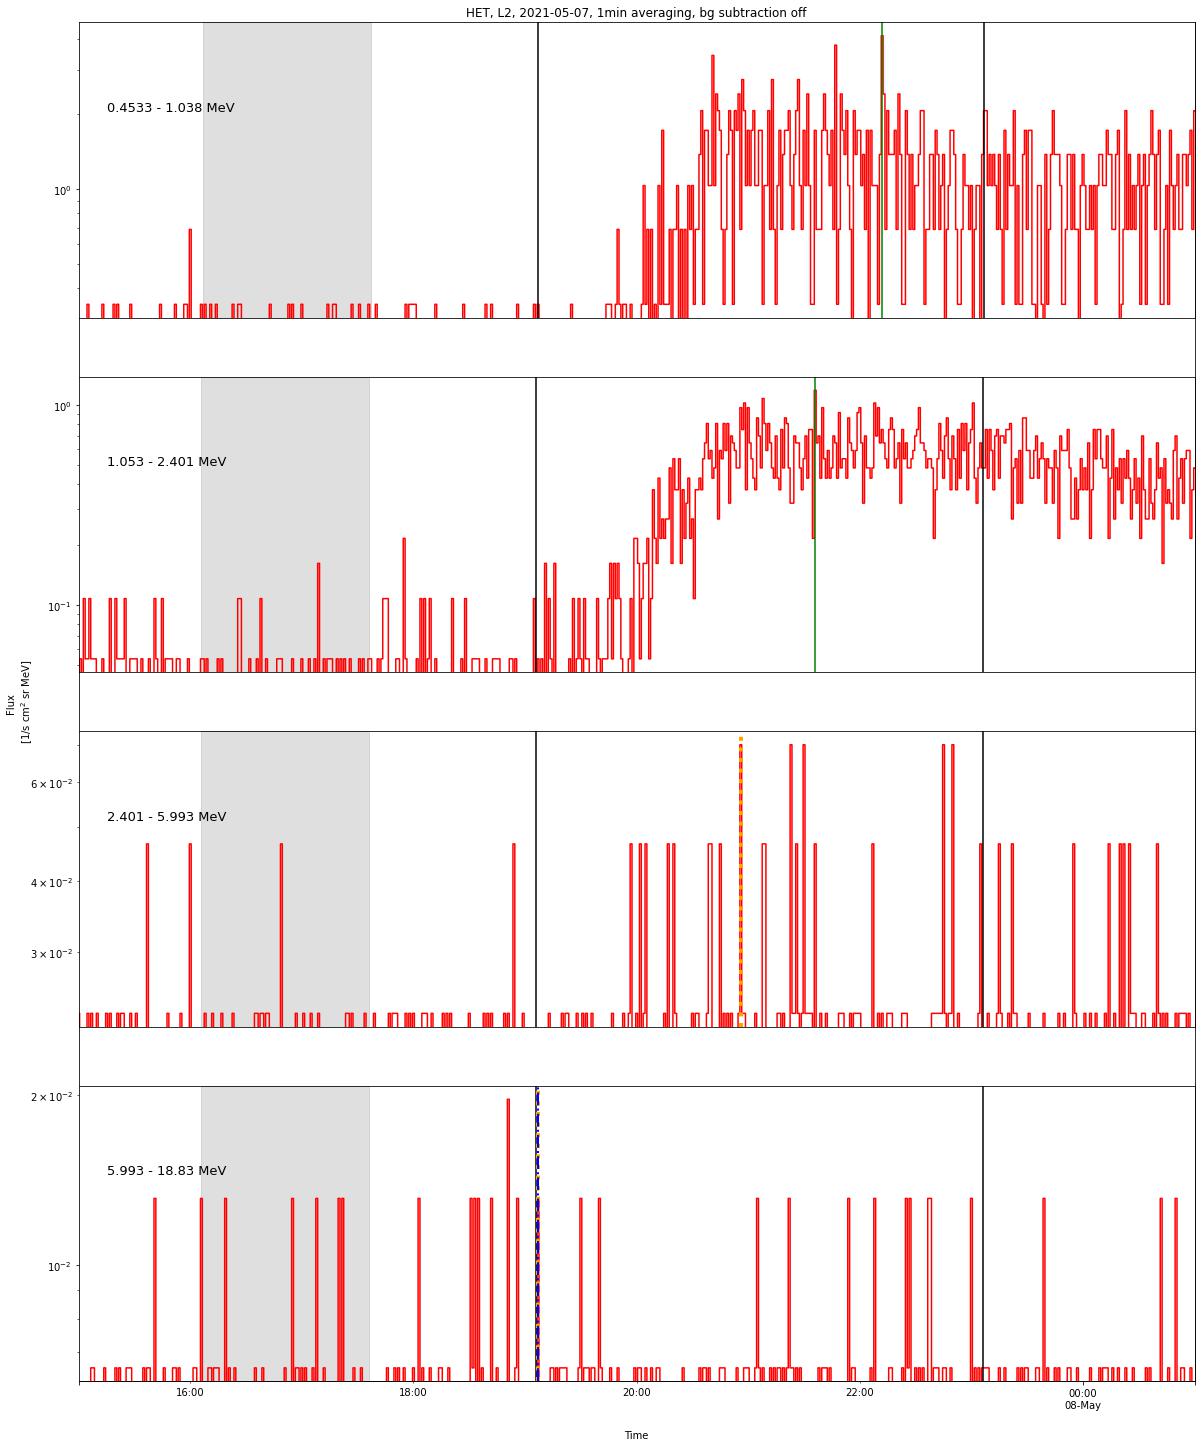 HET, L2, 2021-05-07, 1min averaging, bg subtraction off
0.4533 - 1.038 MeV
10⁰
10⁰
1.053 - 2.401 MeV
10⁻¹
Flux
[1/s cm² sr MeV]
6 × 10⁻²
2.401 - 5.993 MeV
4 × 10⁻²
3 × 10⁻²
2 × 10⁻²
5.993 - 18.83 MeV
10⁻²
16:00 18:00 20:00 22:00 00:00
08-May
Time